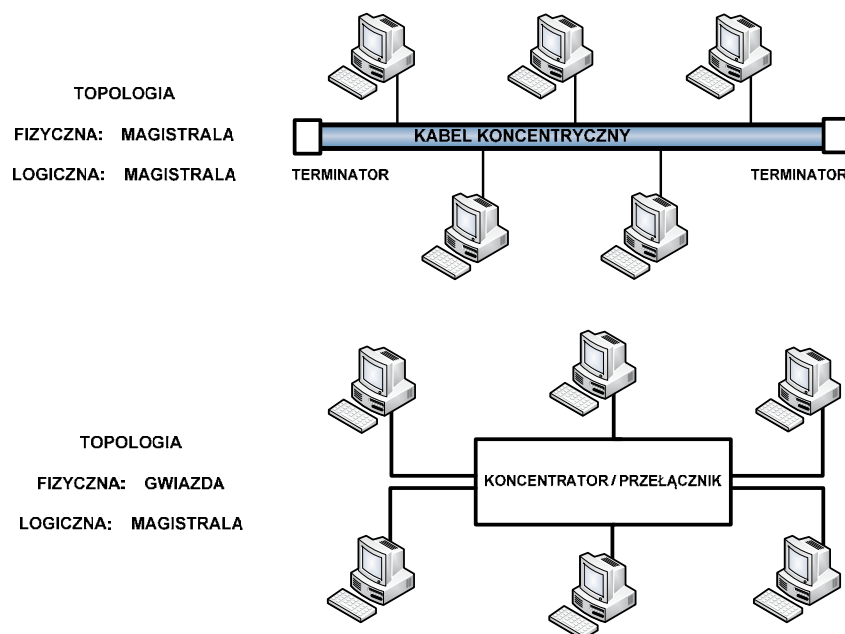 TOPOLOGIA
FIZYCZNA: MAGISTRALA
LOGICZNA: MAGISTRALA
KABEL KONCENTRYCZNY
TERMINATOR
TERMINATOR
TOPOLOGIA
FIZYCZNA: GWIAZDA
LOGICZNA: MAGISTRALA
KONCENTRATOR / PRZEŁĄCZNIK